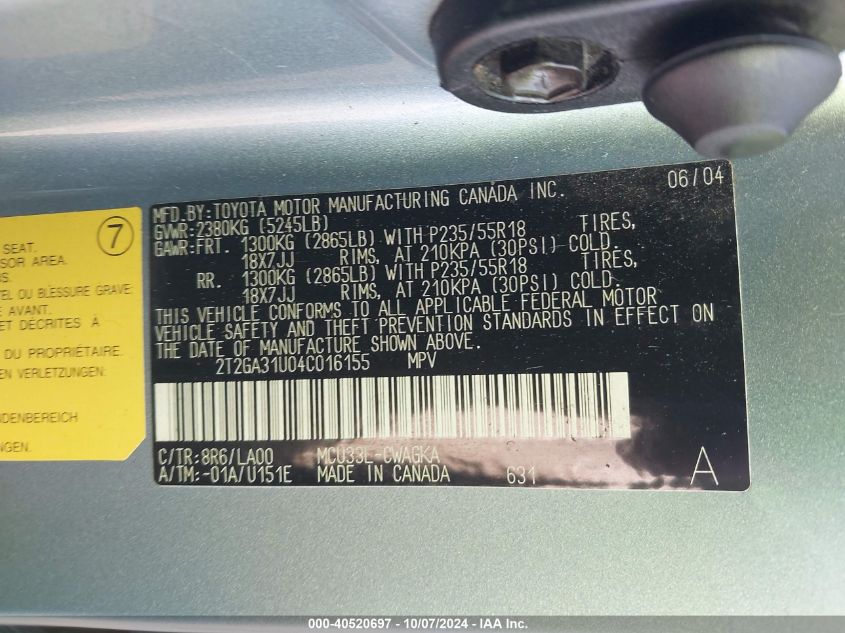 7
SEAT.
SOR AREA.
S.
EL OU BLESSURE GRAVE:
E AVANT.
ET DÉCRITES À
DU PROPRIÉTAIRE.
VERLETZUNGEN.
NDENBEREICH
NGEN.
MFD.BY:TOYOTA MOTOR MANUFACTURING CANADA INC. 06/04
GVWR:2380KG (5245LB)
GAWR:FRT. 1300KG (2865LB) WITH P235/55R18 TIRES,
18X7JJ RIMS, AT 210KPA (30PSI) COLD.
RR. 1300KG (2865LB) WITH P235/55R18 TIRES,
18X7JJ RIMS, AT 210KPA (30PSI) COLD.
THIS VEHICLE CONFORMS TO ALL APPLICABLE FEDERAL MOTOR
VEHICLE SAFETY AND THEFT PREVENTION STANDARDS IN EFFECT ON
THE DATE OF MANUFACTURE SHOWN ABOVE.
2T2GA31U04C016155 MPV
C/TR:8R6/LA00 MCU33L-CWAGKA
A/TM:-01A/U151E MADE IN CANADA 631 A
000-40520697 - 10/07/2024 - IAA Inc.